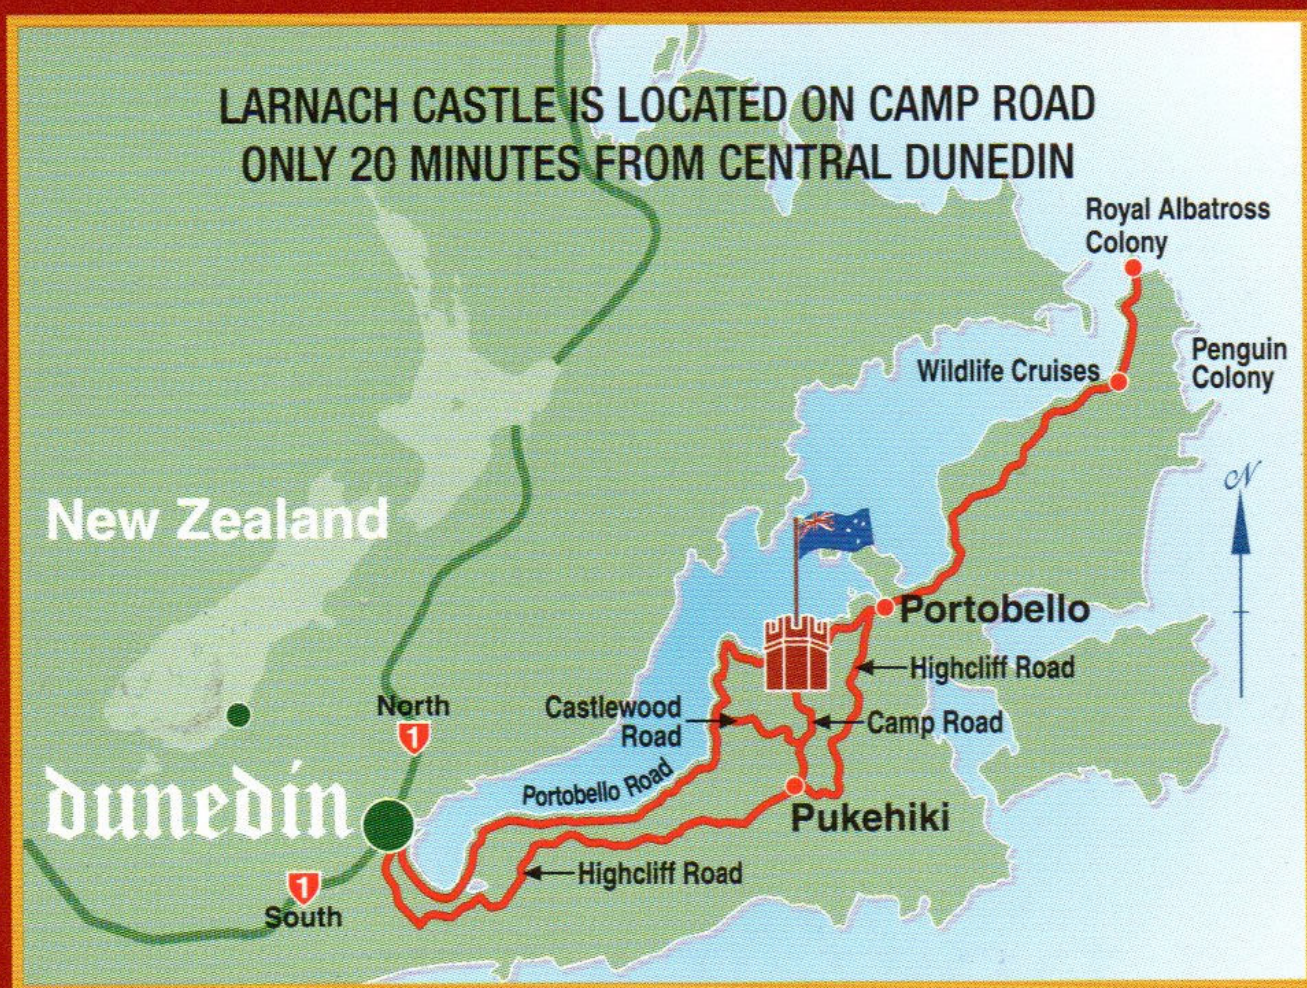 LARNACH CASTLE IS LOCATED ON CAMP ROAD
ONLY 20 MINUTES FROM CENTRAL DUNEDIN
Royal Albatross
Colony
Wildlife Cruises
Penguin
Colony
N
New Zealand
Portobello
Highcliff Road
North
1
Castlewood
Road
Camp Road
dunedin
Portobello Road
Pukehiki
Highcliff Road
1
South